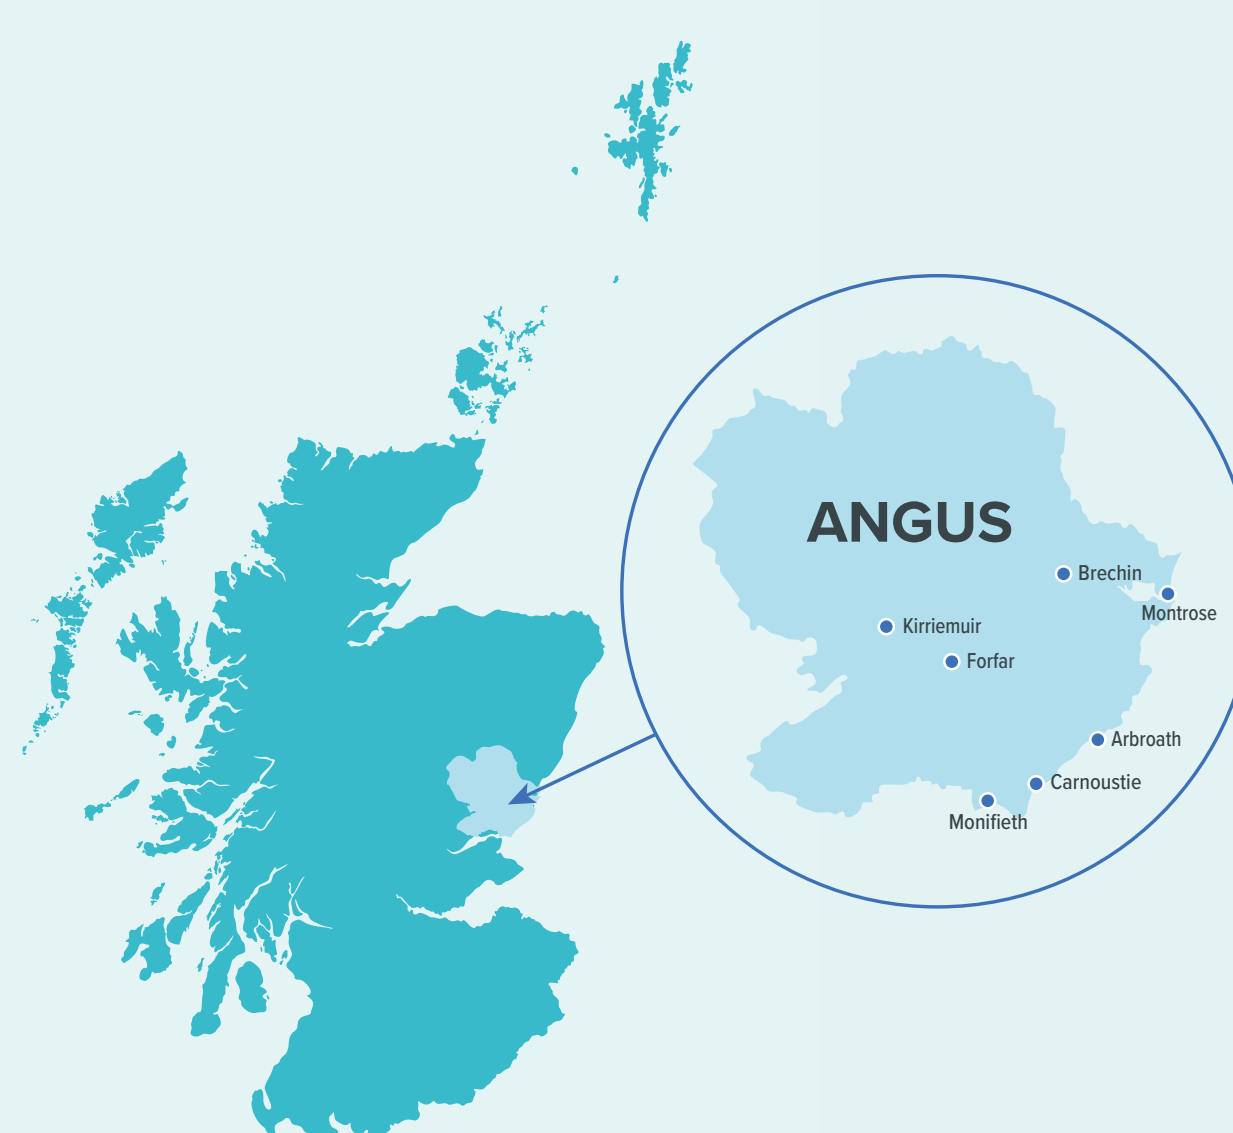 ANGUS
Brechin
Montrose
Kirriemuir
Forfar
Arbroath
Carnoustie
Monifieth